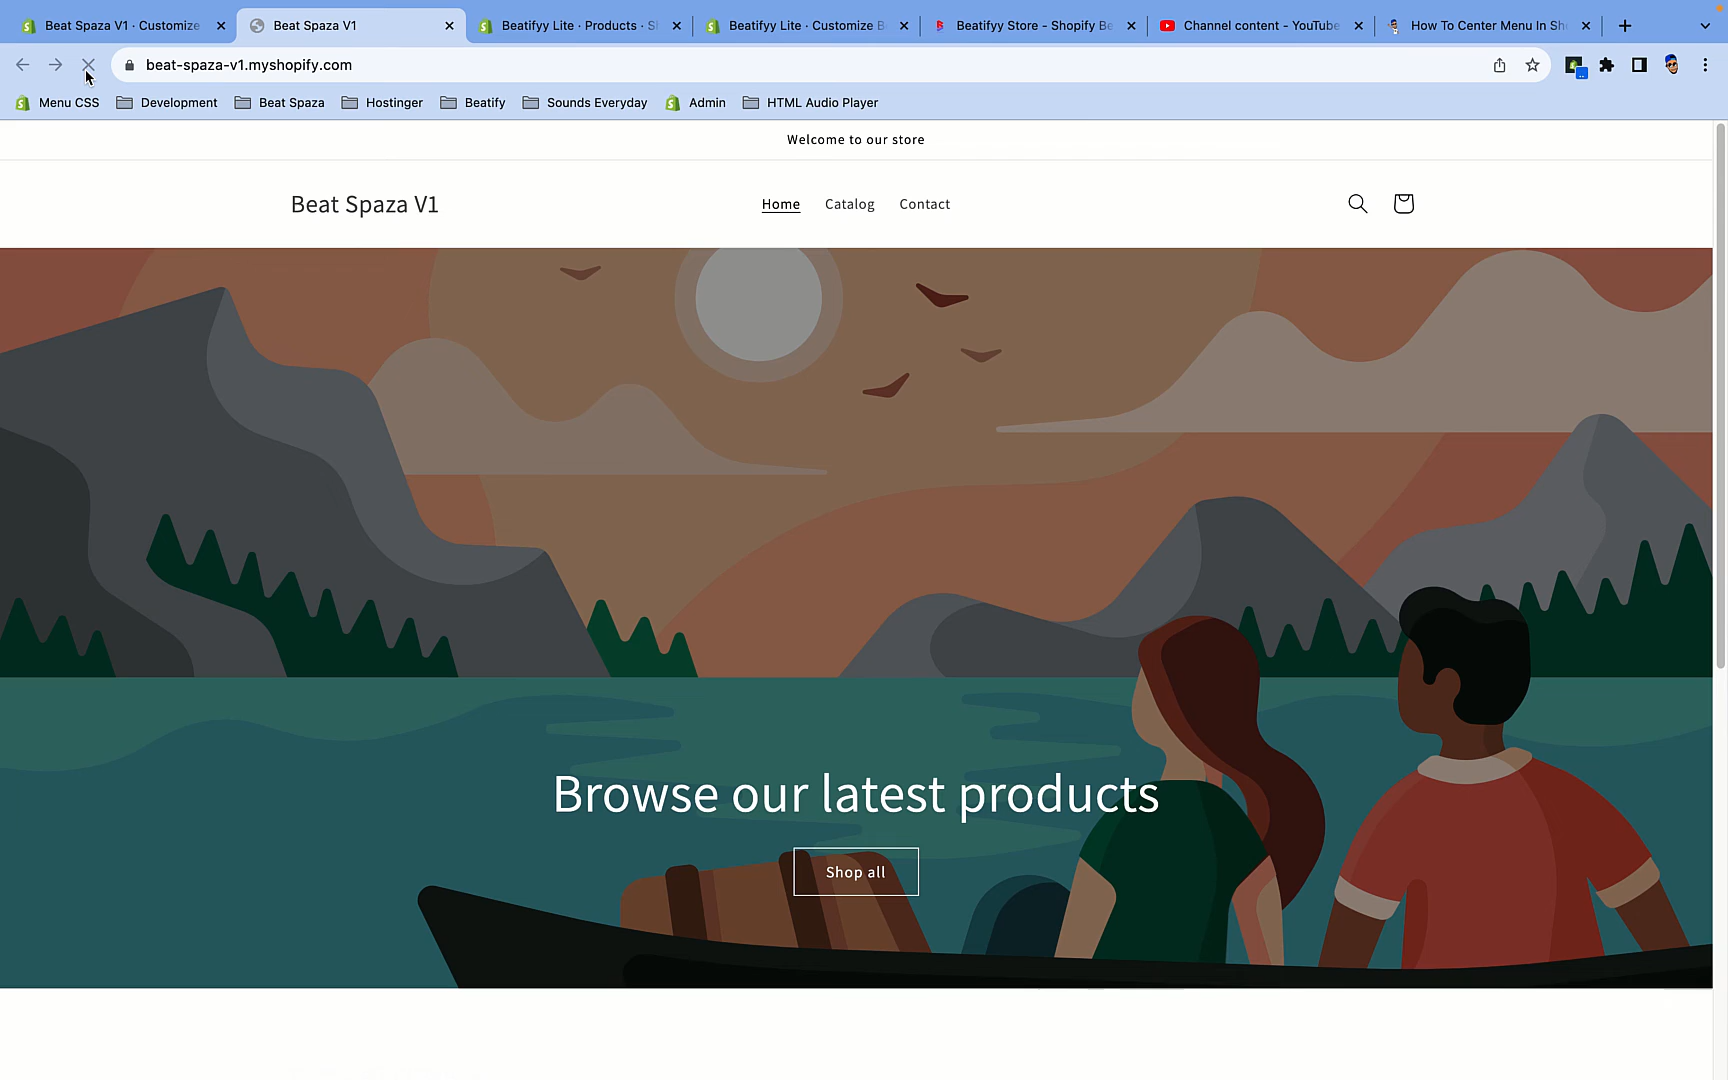 Beat Spaza V1 · Customize
Beat Spaza V1
Beatifyy Lite · Products · S
Beatifyy Lite · Customize B
Beatifyy Store - Shopify Be
Channel content - YouTube
How To Center Menu In Sh
beat-spaza-v1.myshopify.com
Menu CSS
Development
Beat Spaza
Hostinger
Beatify
Sounds Everyday
Admin
HTML Audio Player
Welcome to our store
Beat Spaza V1
Home
Catalog
Contact
Browse our latest products
Shop all